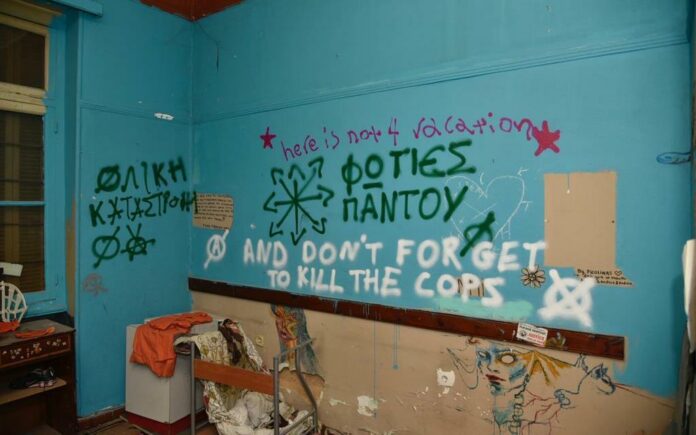 here is not 4 vacation
ΟΛΙΚΗ
ΚΑΤΑΣΤΡΟΦΗ
ΦΩΤΙΕΣ
ΠΑΝΤΟΥ
AND DON'T FORGET
TO KILL THE COPS